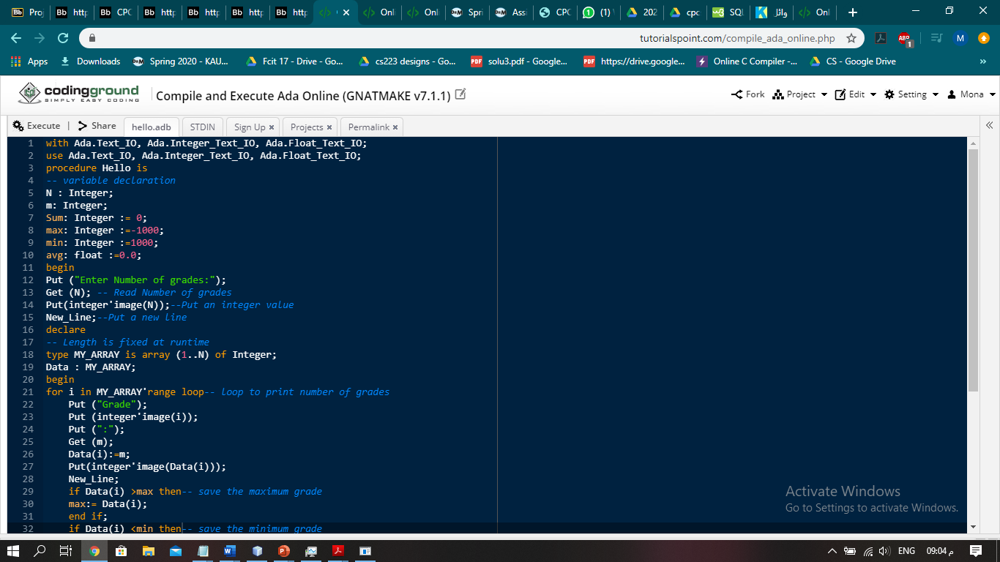 Proj
http
CPC
http
http
http
http
C
Onl
Onl
Spri
Assi
CPC
(1)
202
cpc
SQL
وائل
Onl
tutorialspoint.com/compile_ada_online.php
ABP
1
M
Apps
Downloads
Spring 2020 - KAU...
Fcit 17 - Drive - Go...
cs223 designs - Go...
solu3.pdf - Google...
https://drive.google...
Online C Compiler -...
CS - Google Drive
»
codingground
SIMPLY EASY CODING
Compile and Execute Ada Online (GNATMAKE v7.1.1)
Fork
Project
Edit
Setting
Mona
Execute | Share
hello.adb
STDIN
Sign Up ×
Projects ×
Permalink ×
1 with Ada.Text_IO, Ada.Integer_Text_IO, Ada.Float_Text_IO;
2 use Ada.Text_IO, Ada.Integer_Text_IO, Ada.Float_Text_IO;
3 procedure Hello is
4 -- variable declaration
5 N : Integer;
6 m: Integer;
7 Sum: Integer := 0;
8 max: Integer :=-1000;
9 min: Integer :=1000;
10 avg: float :=0.0;
11 begin
12 Put ("Enter Number of grades:");
13 Get (N); -- Read Number of grades
14 Put(integer'image(N));--Put an integer value
15 New_Line;--Put a new line
16 declare
17 -- Length is fixed at runtime
18 type MY_ARRAY is array (1..N) of Integer;
19 Data : MY_ARRAY;
20 begin
21 for i in MY_ARRAY'range loop-- loop to print number of grades
22 Put ("Grade");
23 Put (integer'image(i));
24 Put (":");
25 Get (m);
26 Data(i):=m;
27 Put(integer'image(Data(i)));
28 New_Line;
29 if Data(i) >max then-- save the maximum grade
30 max:= Data(i);
31 end if;
32 if Data(i) <min then-- save the minimum grade
Activate Windows
Go to Settings to activate Windows.
ENG
09:04 م